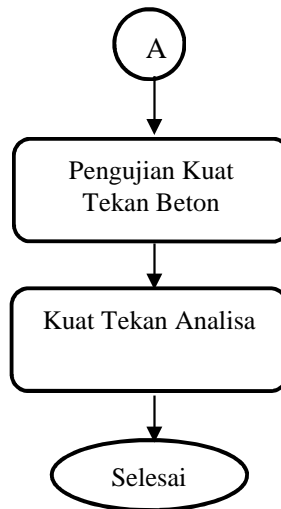 A
Pengujian Kuat
Tekan Beton
Kuat Tekan Analisa
Selesai